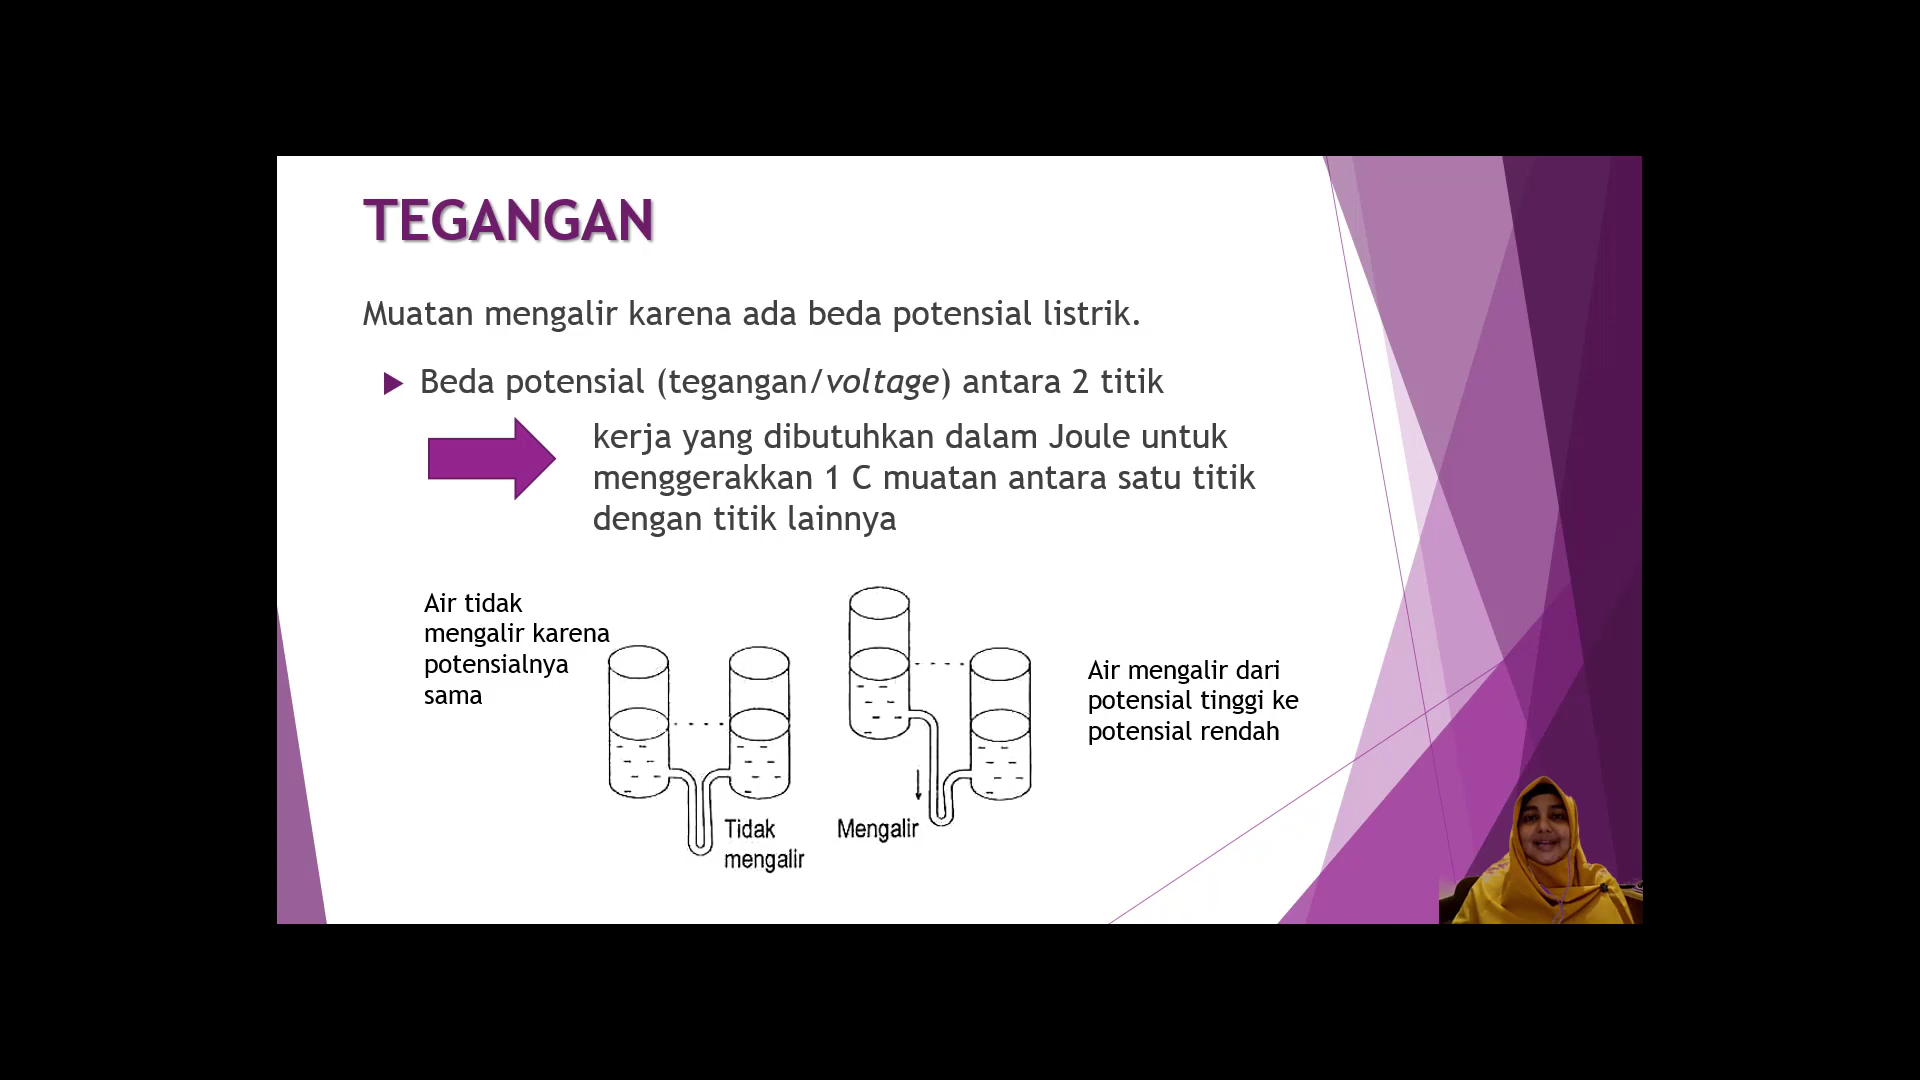 TEGANGAN
Muatan mengalir karena ada beda potensial listrik.
Beda potensial (tegangan/voltage) antara 2 titik
kerja yang dibutuhkan dalam Joule untuk
menggerakkan 1 C muatan antara satu titik
dengan titik lainnya
Air tidak
mengalir karena
potensialnya
sama
Tidak
mengalir
Mengalir
Air mengalir dari
potensial tinggi ke
potensial rendah